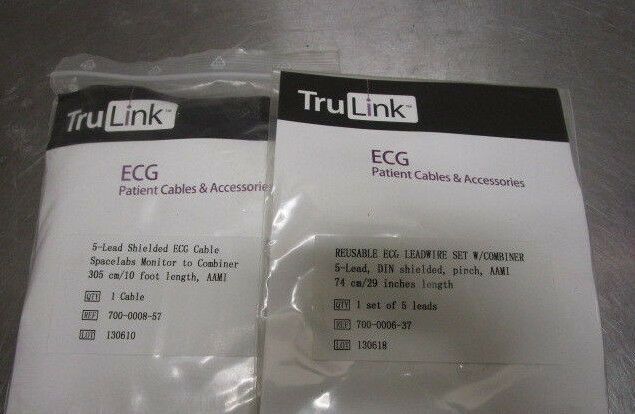 TruLink™
ECG
Patient Cables & Accessories
5-Lead Shielded ECG Cable
Spacelabs Monitor to Combiner
305 cm/10 foot length, AAMI
QTY 1 Cable
REF 700-0008-57
LOT 130610
TruLink™
ECG
Patient Cables & Accessories
REUSABLE ECG LEADWIRE SET W/COMBINER
5-Lead, DIN shielded, pinch, AAMI
74 cm/29 inches length
QTY 1 set of 5 leads
REF 700-0006-37
LOT 130618